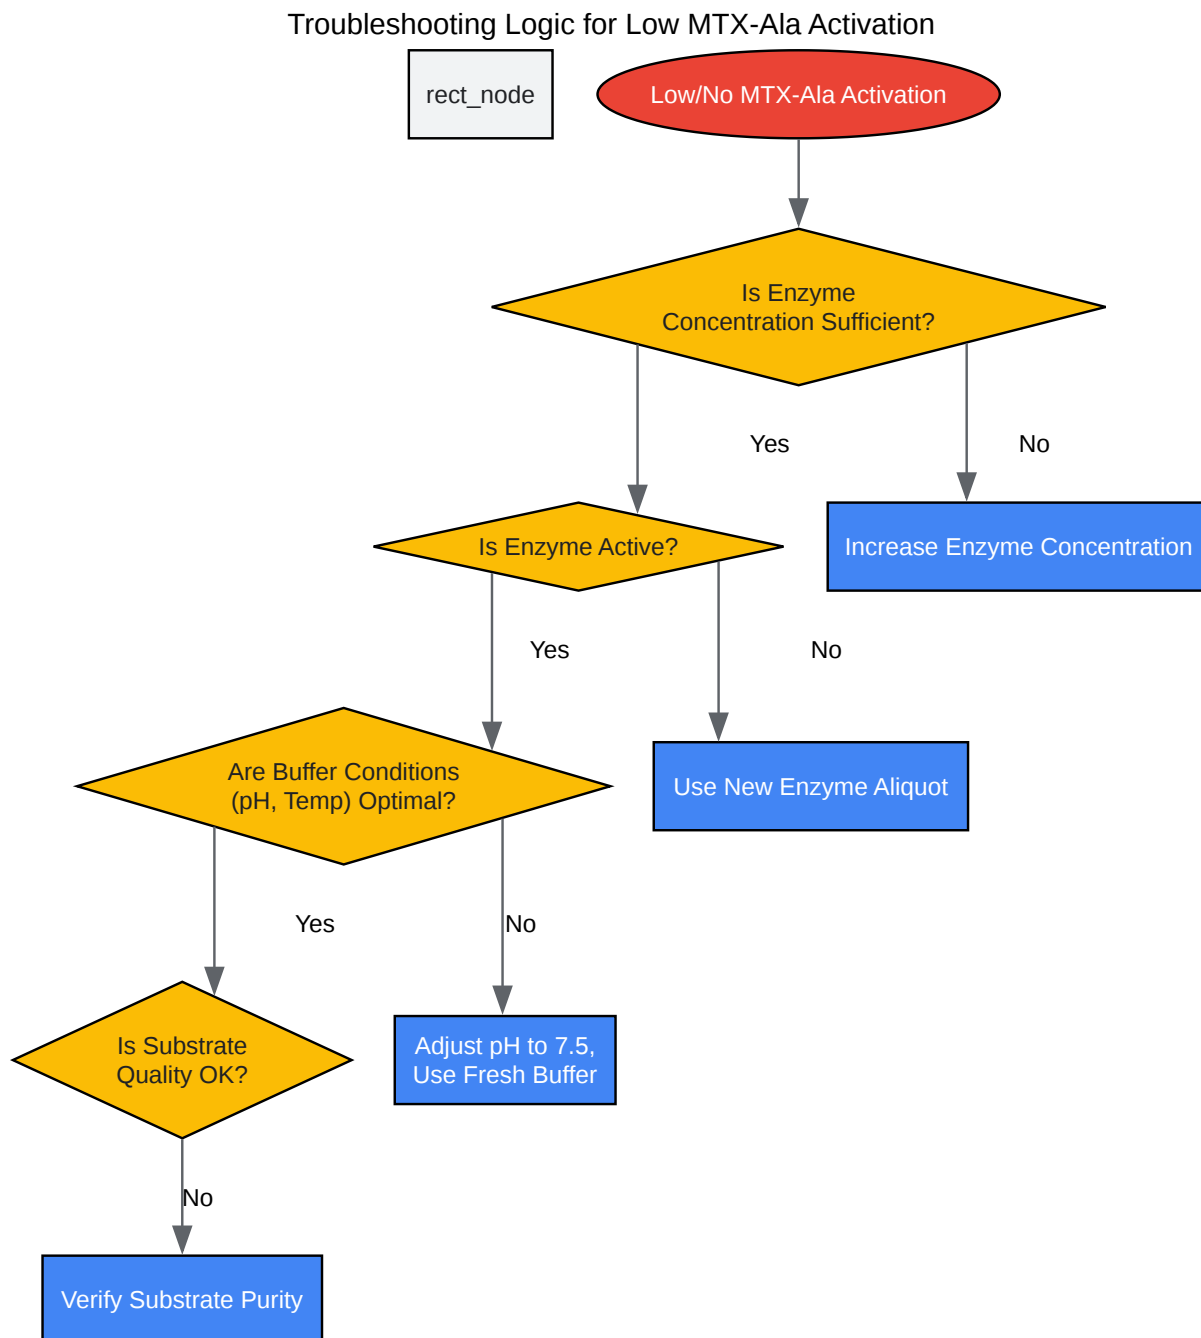 Troubleshooting Logic for Low MTX-Ala Activation
rect_node
Low/No MTX-Ala Activation
Is Enzyme
Concentration Sufficient?
Yes
No
Is Enzyme Active?
Increase Enzyme Concentration
Yes
No
Are Buffer Conditions
(pH, Temp) Optimal?
Use New Enzyme Aliquot
Yes
No
Is Substrate
Quality OK?
Adjust pH to 7.5,
Use Fresh Buffer
No
Verify Substrate Purity